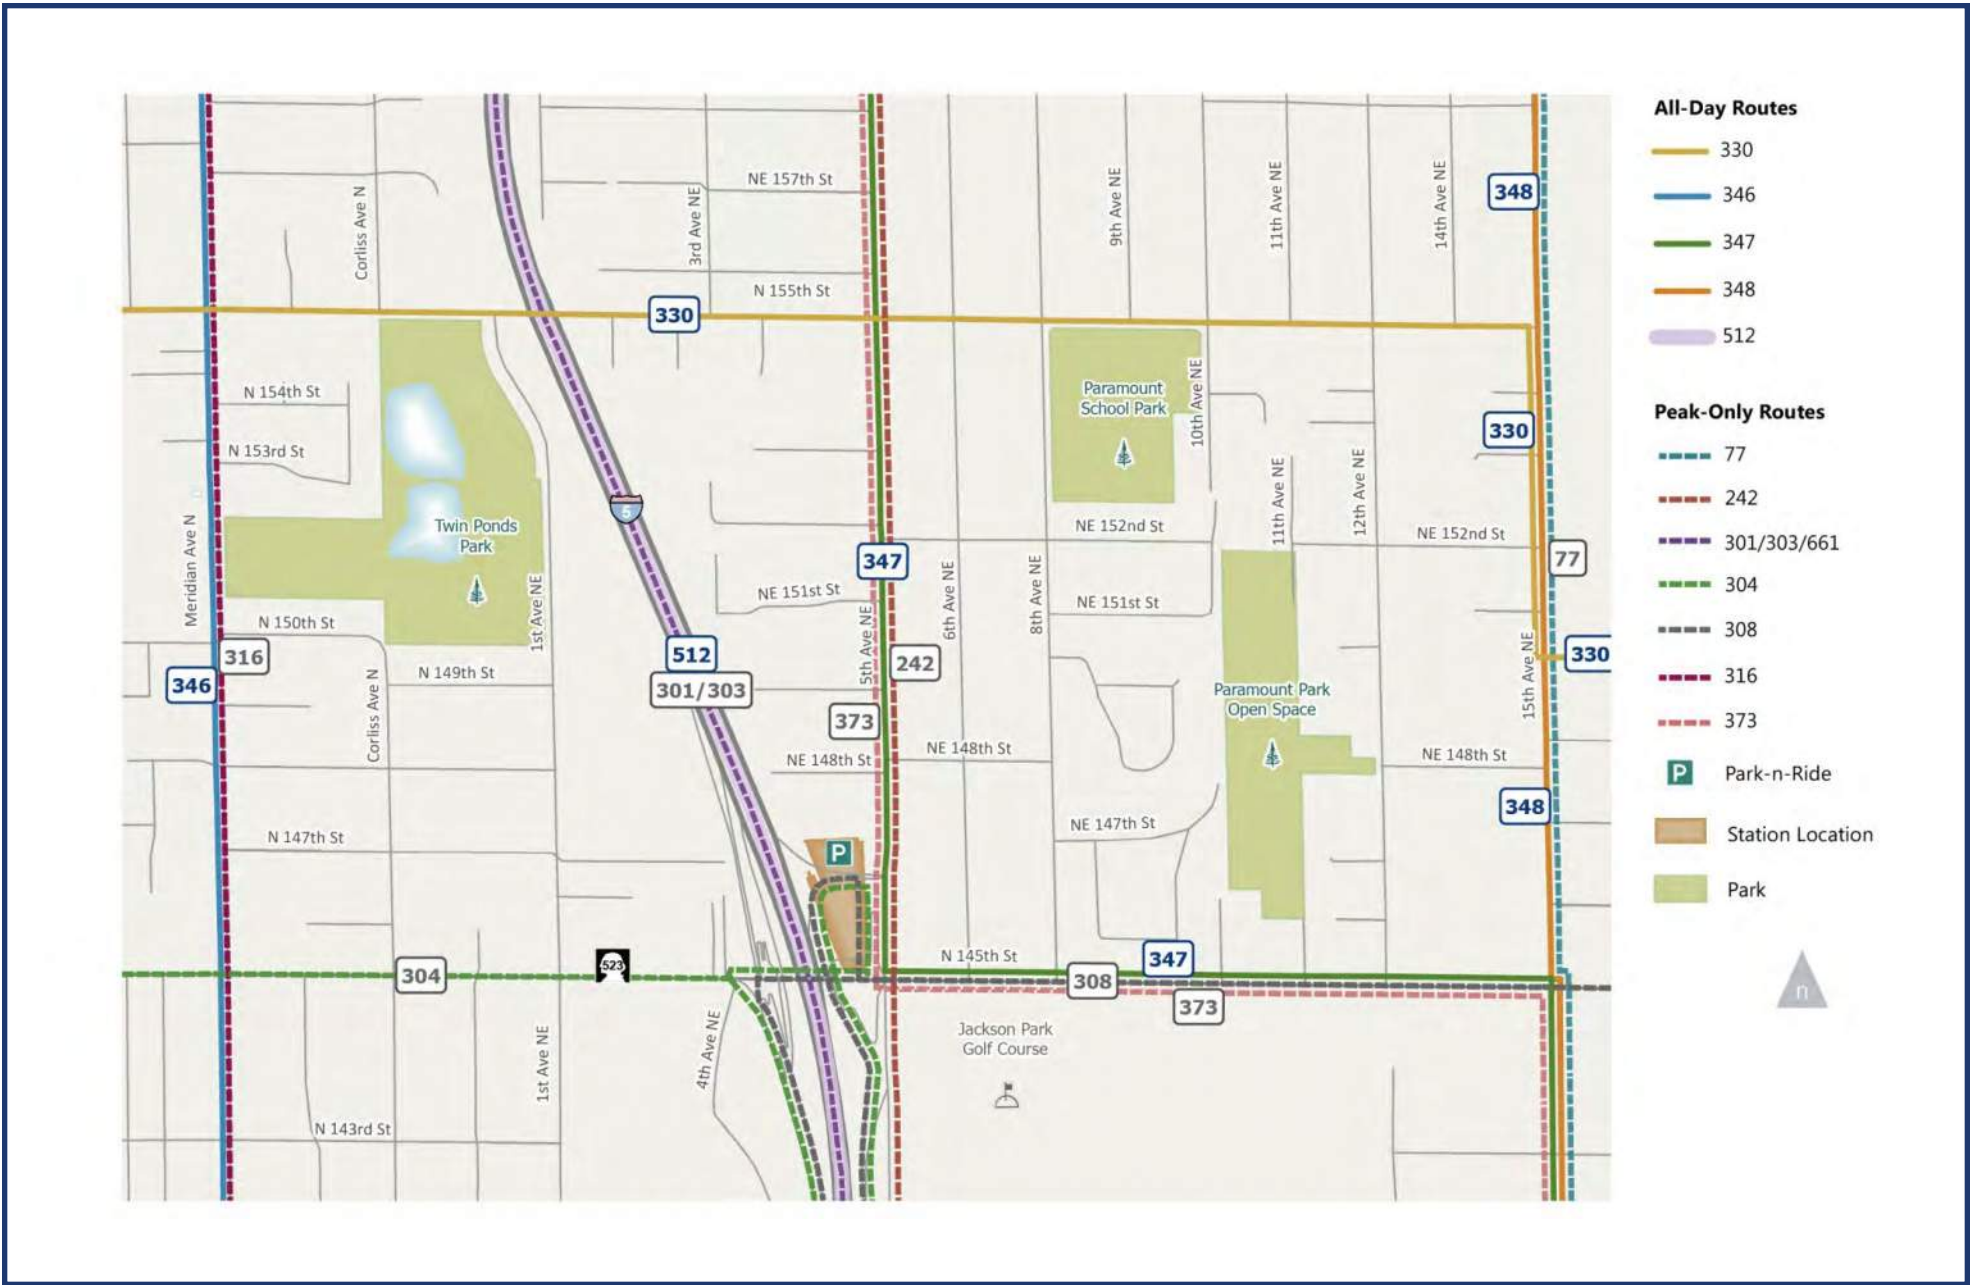 All-Day Routes
330
346
347
348
512
Peak-Only Routes
77
242
301/303/661
304
308
316
373
P
Park-n-Ride
Station Location
Park
n
348
NE 157th St
Corliss Ave N
3rd Ave NE
9th Ave NE
11th Ave NE
14th Ave NE
N 155th St
330
N 154th St
N 153rd St
Paramount
School Park
10th Ave NE
330
5
Twin Ponds
Park
Meridian Ave N
1st Ave NE
NE 152nd St
11th Ave NE
12th Ave NE
NE 152nd St
347
77
NE 151st St
5th Ave NE
6th Ave NE
8th Ave NE
NE 151st St
N 150th St
316
346
N 149th St
Corliss Ave N
512
301/303
242
373
330
15th Ave NE
Paramount Park
Open Space
NE 148th St
NE 148th St
NE 148th St
348
N 147th St
NE 147th St
P
304
523
N 145th St
347
308
373
Jackson Park
Golf Course
4th Ave NE
1st Ave NE
N 143rd St